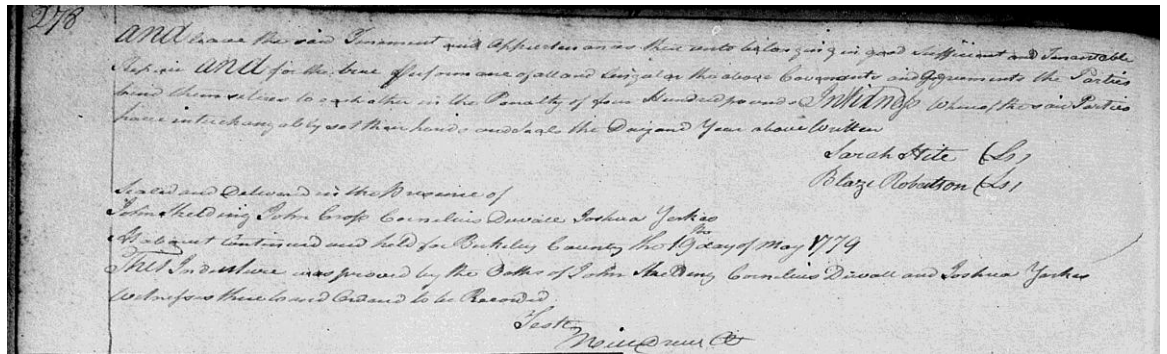 278
And leave the said Tenement and Appurtenances thereunto belonging in good Sufficient and Tenantable
Repair And for the true Performance of all and Singular the above Covenants and Agreements the Parties
bind themselves to each other in the Penalty of four Hundred pounds In Witness Whereof the said Parties
have interchangably set their hands and seals the Day and Year above Written
Sarah Hite (Ls)
Blaze Robertson (Ls)
Sealed and Delivered in the Presence of
John Skelding John Cross Cornelius Duvall Joshua Yorkes
At a Court Continued and held for Berkeley County the 19th day of May 1779
This Indenture was proved by the Oaths of John Skelding Cornelius Duvall and Joshua Yorkes
Witnesses thereto and Ordered to be Recorded
Teste